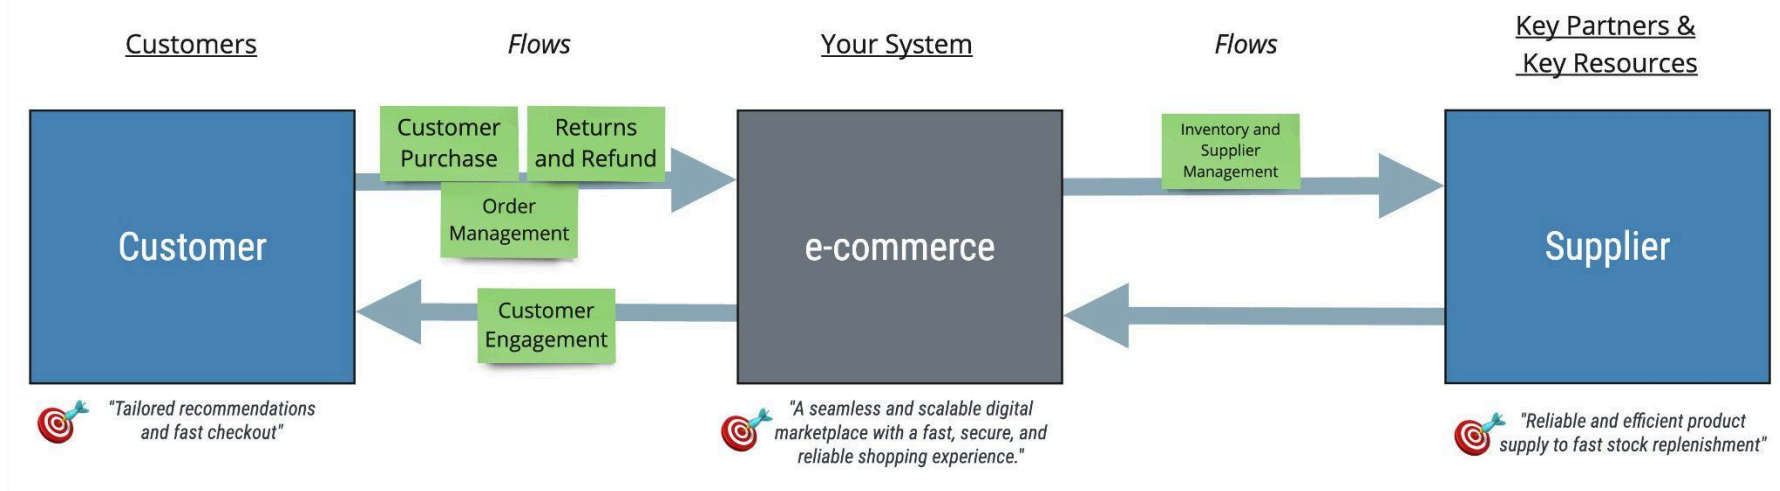 Customers
Flows
Your System
Flows
Key Partners &
Key Resources
Customer
Purchase
Returns
and Refund
Order
Management
Customer
Engagement
Inventory and
Supplier
Management
Customer
e-commerce
Supplier
"Tailored recommendations
and fast checkout"
"A seamless and scalable digital
marketplace with a fast, secure, and
reliable shopping experience."
"Reliable and efficient product
supply to fast stock replenishment"